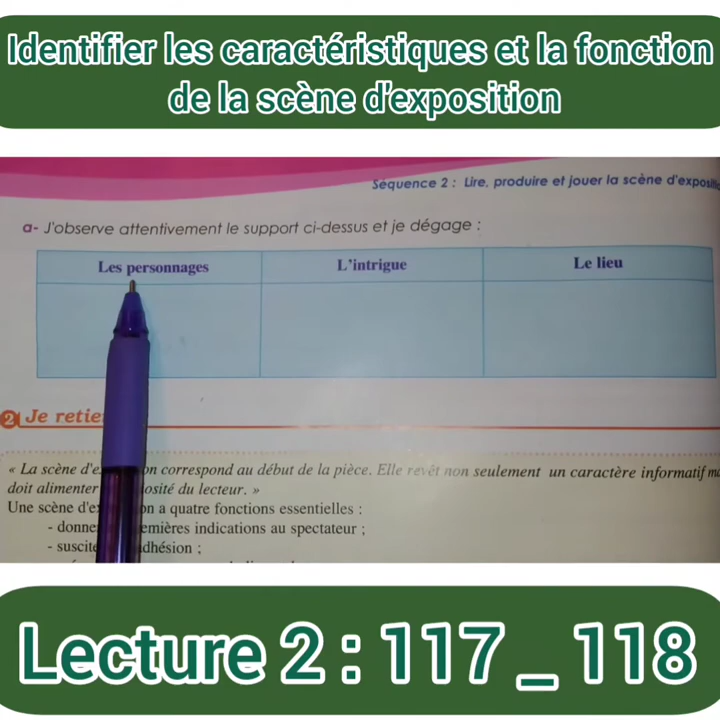 Identifier les caractéristiques et la fonction
de la scène d'exposition
Séquence 2 : Lire, produire et jouer la scène d'exposi
a- J'observe attentivement le support ci-dessus et je dégage :
Les personnages
L'intrigue
Le lieu
2 Je retie
« La scène d'e on correspond au début de la pièce. Elle revêt non seulement un caractère informatif m
doit alimenter osité du lecteur. »
Une scène d'e on a quatre fonctions essentielles :
- donne emières indications au spectateur ;
- suscite dhésion ;
Lecture 2 : 117 _ 118